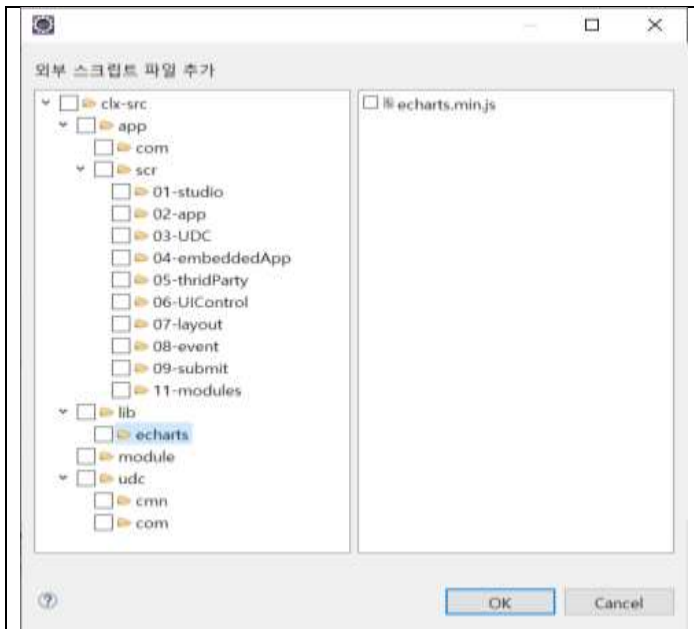 외부 스크립트 파일 추가
clx-src
app
com
scr
01-studio
02-app
03-UDC
04-embeddedApp
05-thridParty
06-UIControl
07-layout
08-event
09-submit
11-modules
lib
echarts
module
udc
cmn
com
echarts.min.js
OK Cancel